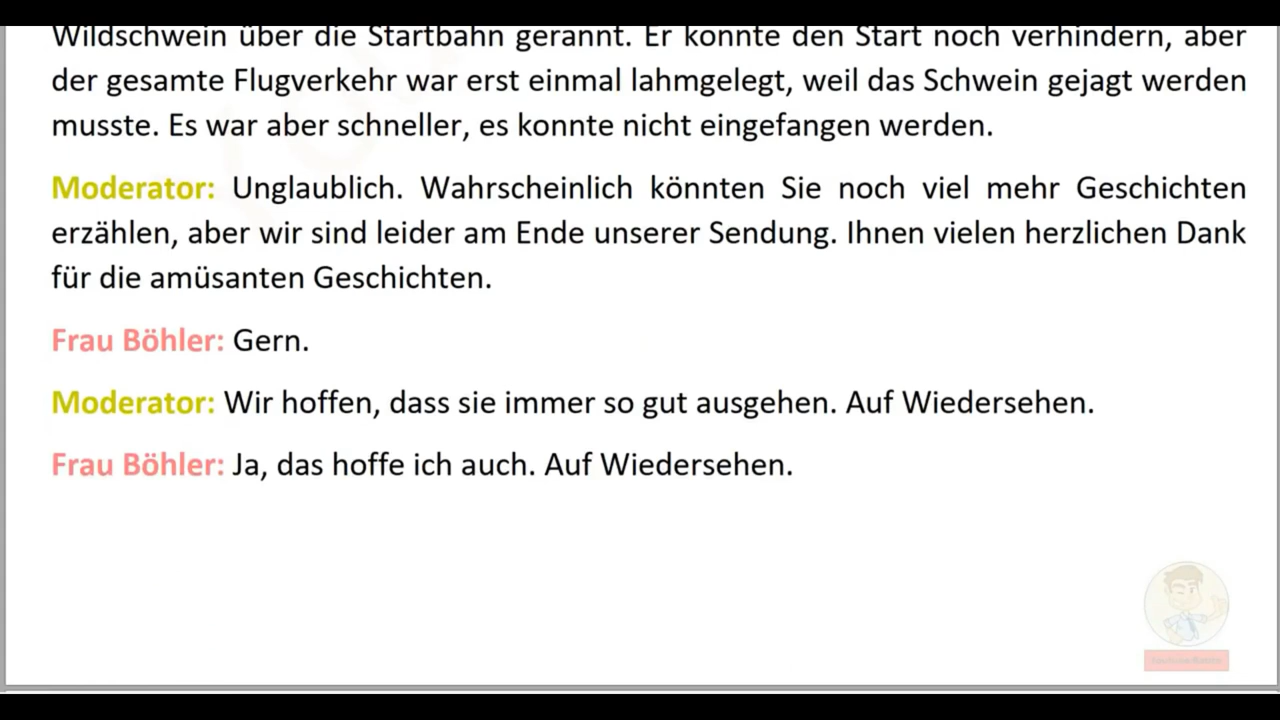 Wildschwein über die Startbahn gerannt. Er konnte den Start noch verhindern, aber
der gesamte Flugverkehr war erst einmal lahmgelegt, weil das Schwein gejagt werden
musste. Es war aber schneller, es konnte nicht eingefangen werden.
Moderator: Unglaublich. Wahrscheinlich könnten Sie noch viel mehr Geschichten
erzählen, aber wir sind leider am Ende unserer Sendung. Ihnen vielen herzlichen Dank
für die amüsanten Geschichten.
Frau Böhler: Gern.
Moderator: Wir hoffen, dass sie immer so gut ausgehen. Auf Wiedersehen.
Frau Böhler: Ja, das hoffe ich auch. Auf Wiedersehen.